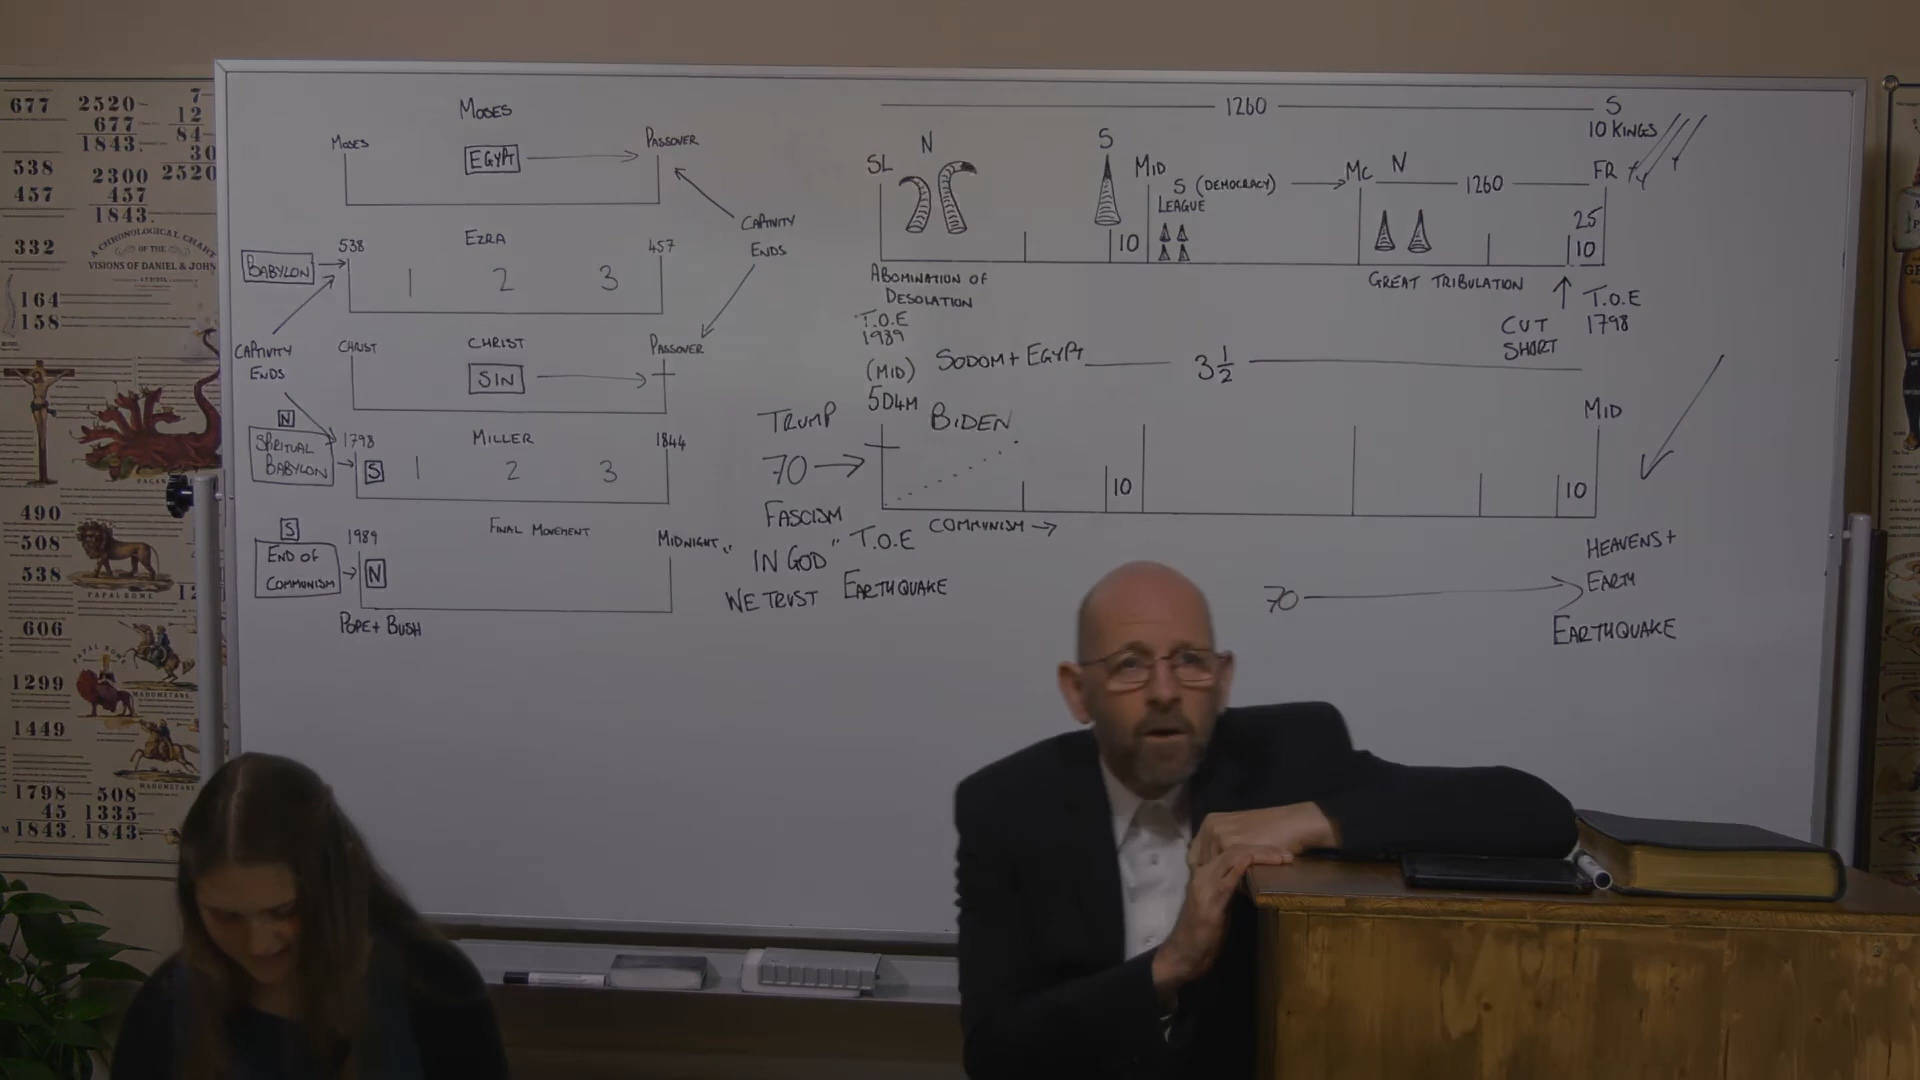 677
2520
677
1843.
7
12
84
30
2520
538
457
2300
457
1843.
332
A CHRONOLOGICAL CHART
OF THE
VISIONS OF DANIEL & JOHN
164
158
490
508
538
PAPAL ROME
606
PAPAL ROME
MAHOMETANS
1299
1449
MAHOMETANS
1798
45
1843.
508
1335
1843.
MOSES
MOSES
EGYPT
PASSOVER
CAPTIVITY
ENDS
BABYLON
538
EZRA
457
1 2 3
CAPTIVITY
ENDS
CHRIST
CHRIST
PASSOVER
SIN
N
SPIRITUAL
BABYLON
1798
MILLER
1844
S
1 2 3
S
END OF
COMMUNISM
1989
FINAL MOVEMENT
MIDNIGHT
N
POPE + BUSH
1260
S
10 KINGS
SL
N
S
MID
S (DEMOCRACY)
LEAGUE
MC
N
1260
FR
10
25
10
ABOMINATION OF
DESOLATION
GREAT TRIBULATION
T.O.E
1989
CUT
SHORT
T.O.E
1798
(MID)
SODOM + EGYPT
3 1/2
5D4M
TRUMP
BIDEN
MID
70
10
10
FASCISM
COMMUNISM
"IN GOD"
WE TRUST
T.O.E
EARTHQUAKE
70
HEAVENS +
EARTH
EARTHQUAKE